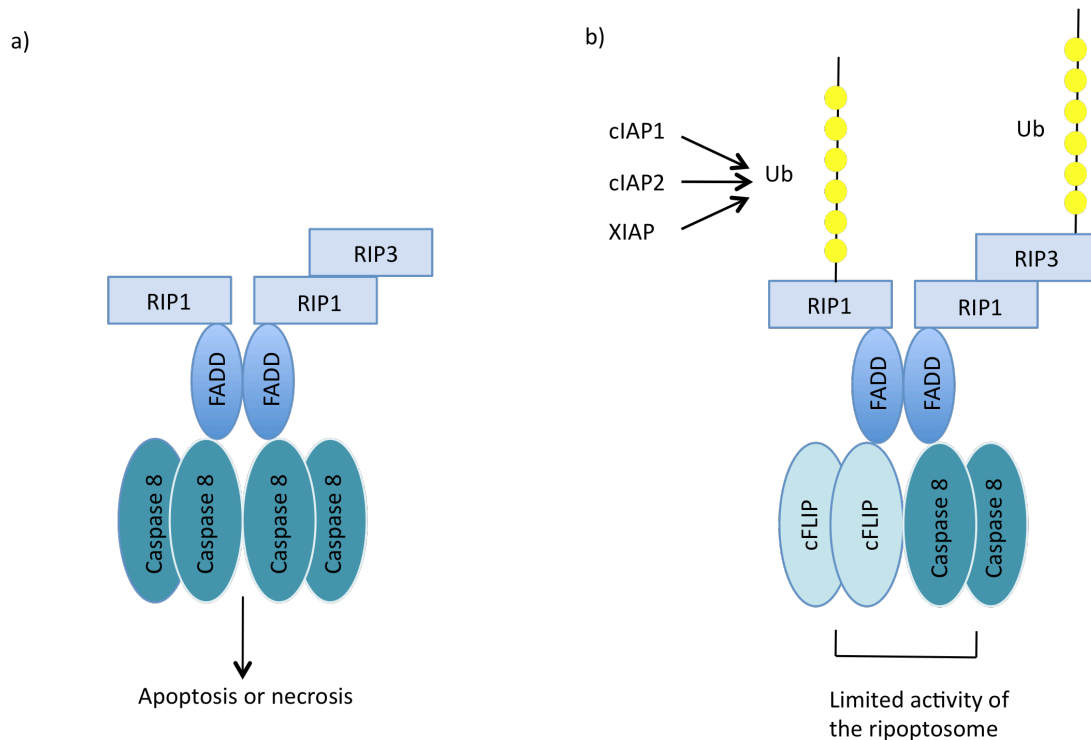 a)
RIP3
RIP1
RIP1
FADD
FADD
Caspase 8
Caspase 8
Caspase 8
Caspase 8
Apoptosis or necrosis
b)
cIAP1
cIAP2
XIAP
Ub
Ub
RIP3
RIP1
RIP1
FADD
FADD
cFLIP
cFLIP
Caspase 8
Caspase 8
Limited activity of
the ripoptosome